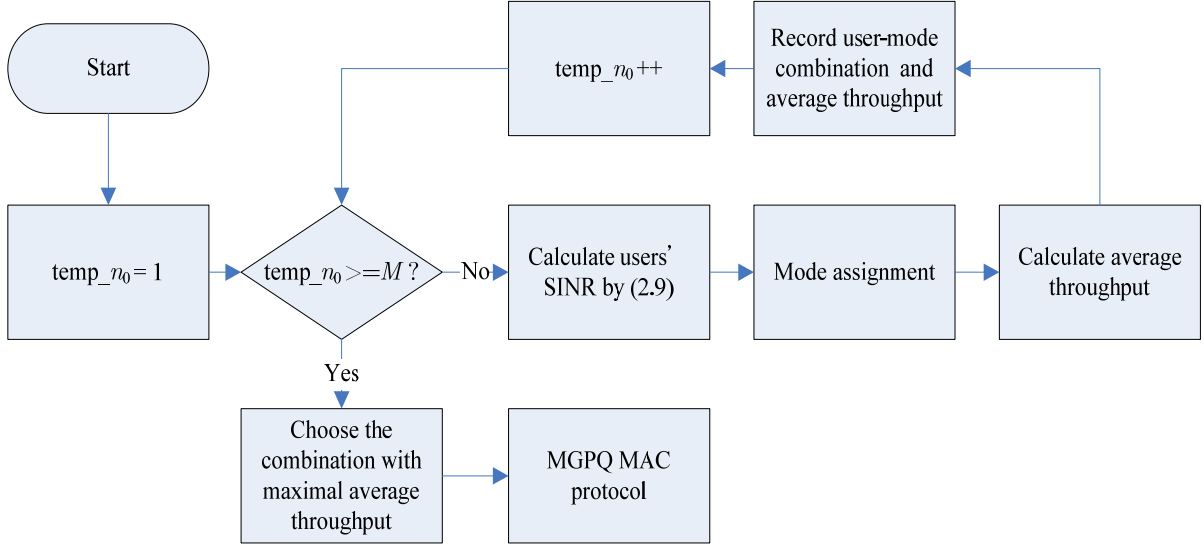 Start
temp_n₀ = 1
temp_n₀ >=M ?
No
Calculate users'
SINR by (2.9)
Mode assignment
Calculate average
throughput
Record user-mode
combination and
average throughput
temp_n₀ ++
Yes
Choose the
combination with
maximal average
throughput
MGPQ MAC
protocol